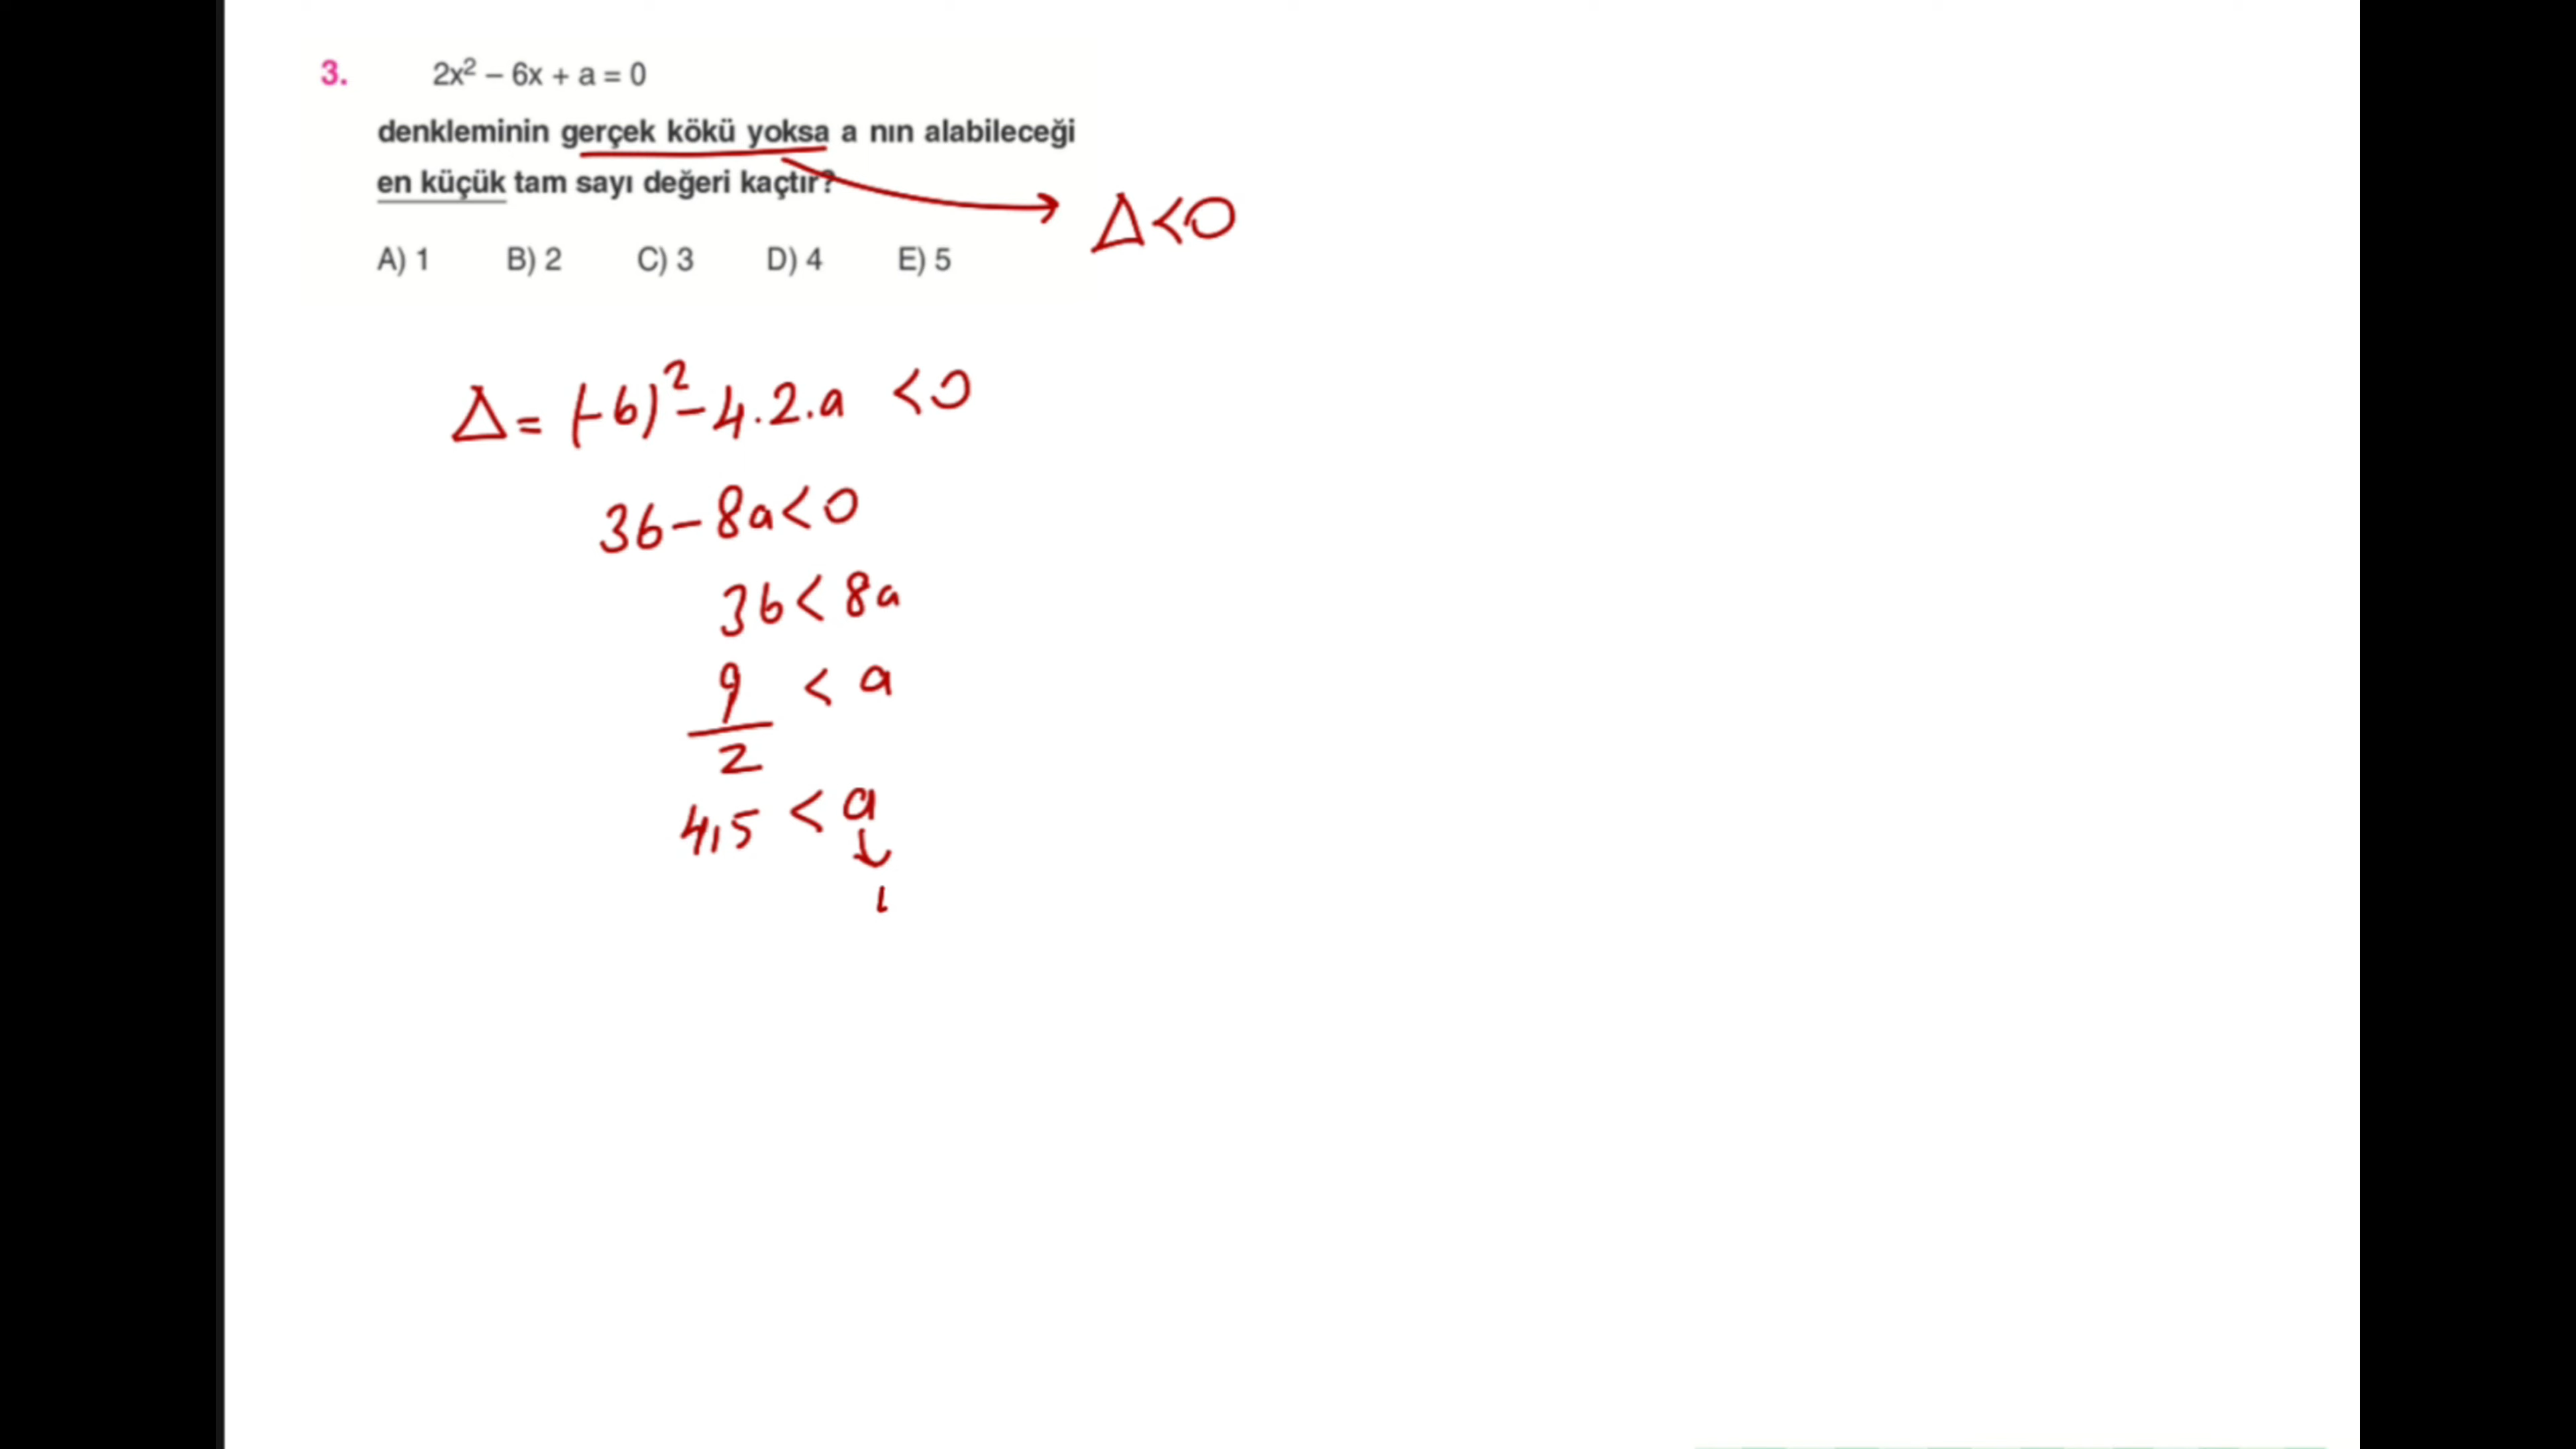 3. 2x² – 6x + a = 0
denkleminin gerçek kökü yoksa a nın alabileceği
en küçük tam sayı değeri kaçtır?
Δ<0
A) 1 B) 2 C) 3 D) 4 E) 5
Δ= (-6)²-4.2.a <0
36-8a<0
36<8a
9/2 < a
4,5 < a